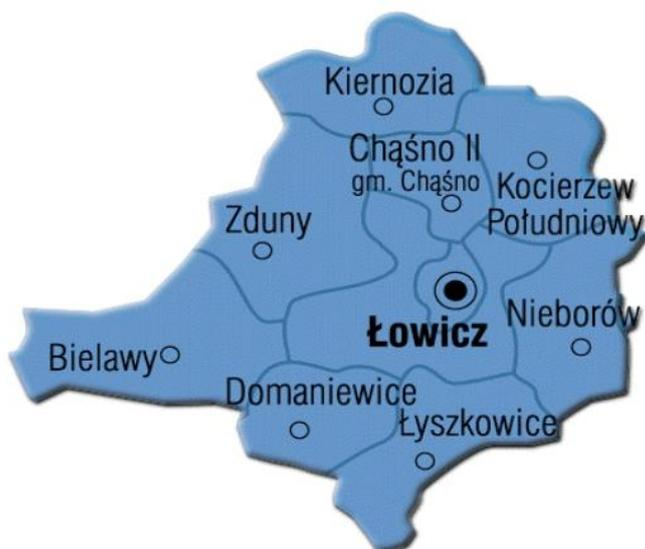 Kiernozia
Chąśno II
gm. Chąśno
Kocierzew
Południowy
Zduny
Łowicz
Nieborów
Bielawy
Domaniewice
Łyszkowice